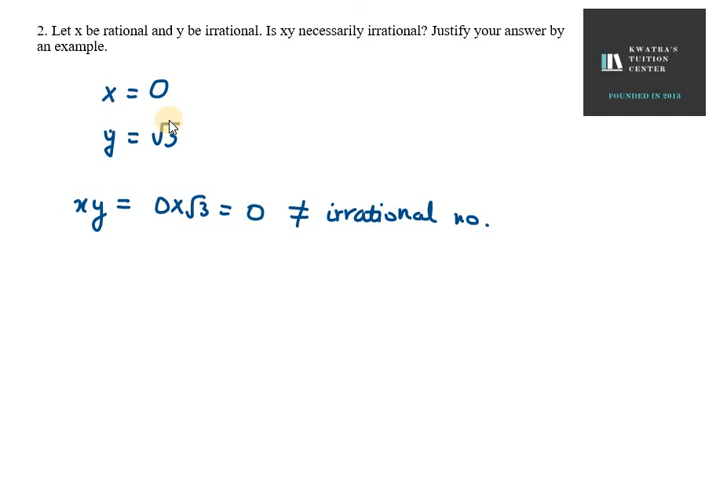 2. Let x be rational and y be irrational. Is xy necessarily irrational? Justify your answer by
an example.
KWATRA'S
TUITION
CENTER
FOUNDED IN 2013
x = 0
y = √3
xy = 0×√3 = 0 ≠ irrational no.